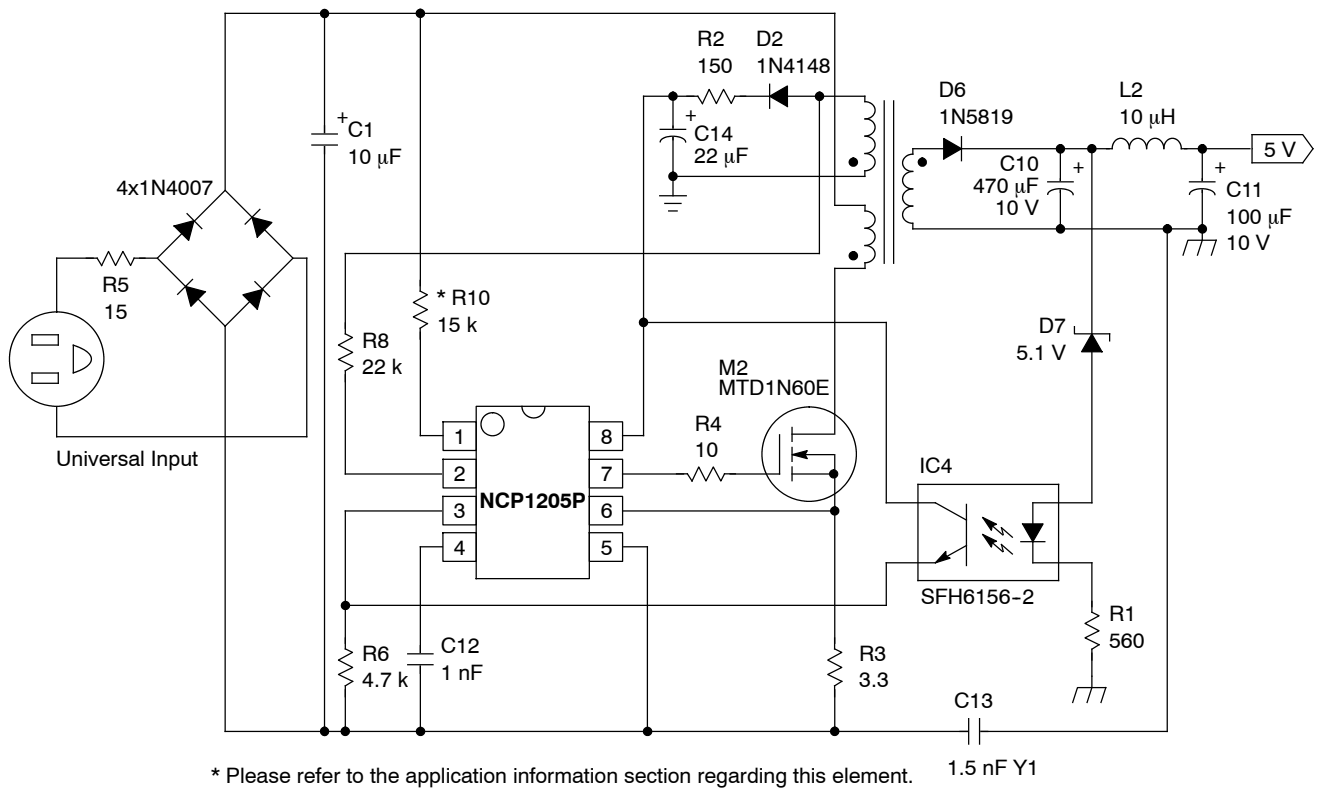 R2
150
D2
1N4148
D6
1N5819
L2
10 μH
+
C1
10 μF
+
C14
22 μF
C10
470 μF
10 V
+
5 V
+
C11
100 μF
10 V
4x1N4007
R5
15
* R10
15 k
R8
22 k
D7
5.1 V
M2
MTD1N60E
R4
10
Universal Input
1
2
3
4
NCP1205P
8
7
6
5
IC4
SFH6156-2
R1
560
R6
4.7 k
C12
1 nF
R3
3.3
C13
1.5 nF Y1
* Please refer to the application information section regarding this element.